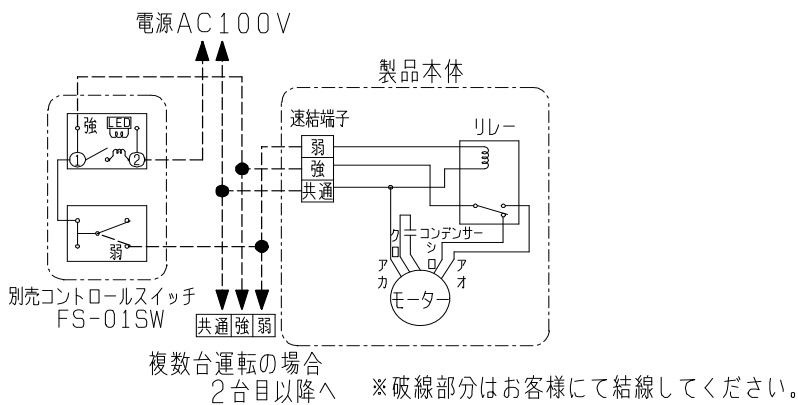 電源AC100V
製品本体
速結端子
リレー
強
LED
弱
強
① ②
共通
コンデンサー
クロ
シロ
弱
アカ
アオ
モーター
別売コントロールスイッチ
FS-01SW
共通 強 弱
複数台運転の場合
2台目以降へ
※破線部分はお客様にて結線してください。